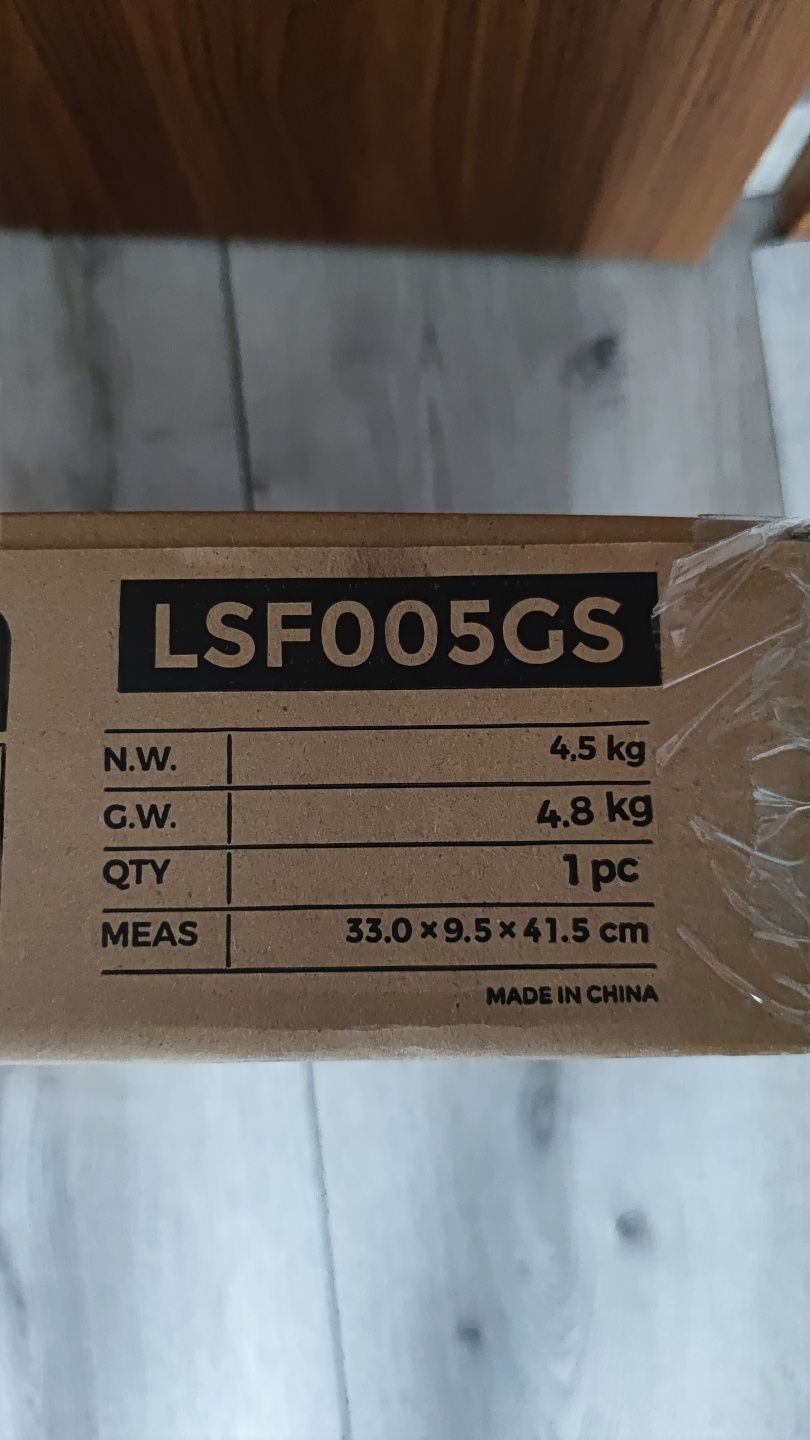 LSF005GS
N.W. 4.5 kg
G.W. 4.8 kg
QTY 1 pc
MEAS 33.0 × 9.5 × 41.5 cm
MADE IN CHINA